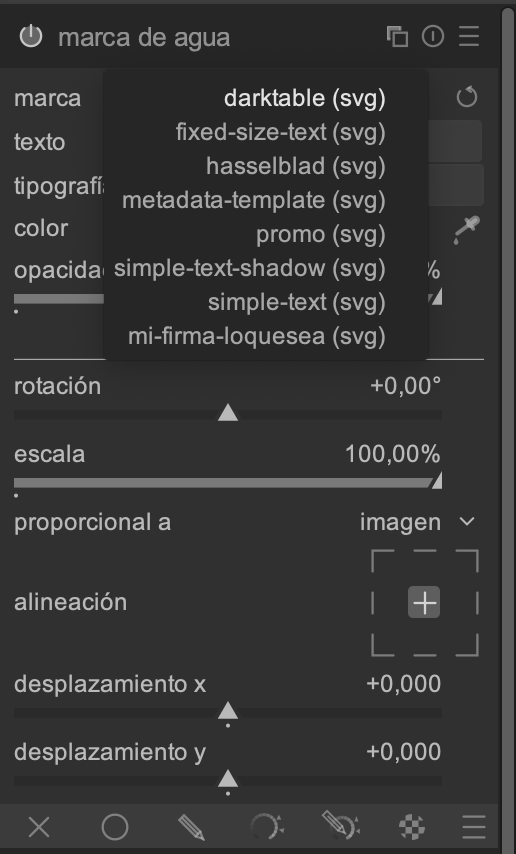 marca de agua
marca
darktable (svg)
fixed-size-text (svg)
texto
hasselblad (svg)
tipografí
metadata-template (svg)
color
promo (svg)
opacida
simple-text-shadow (svg)
%
simple-text (svg)
mi-firma-loquesea (svg)
rotación +0,00°
escala 100,00%
proporcional a imagen
alineación
desplazamiento x +0,000
desplazamiento y +0,000